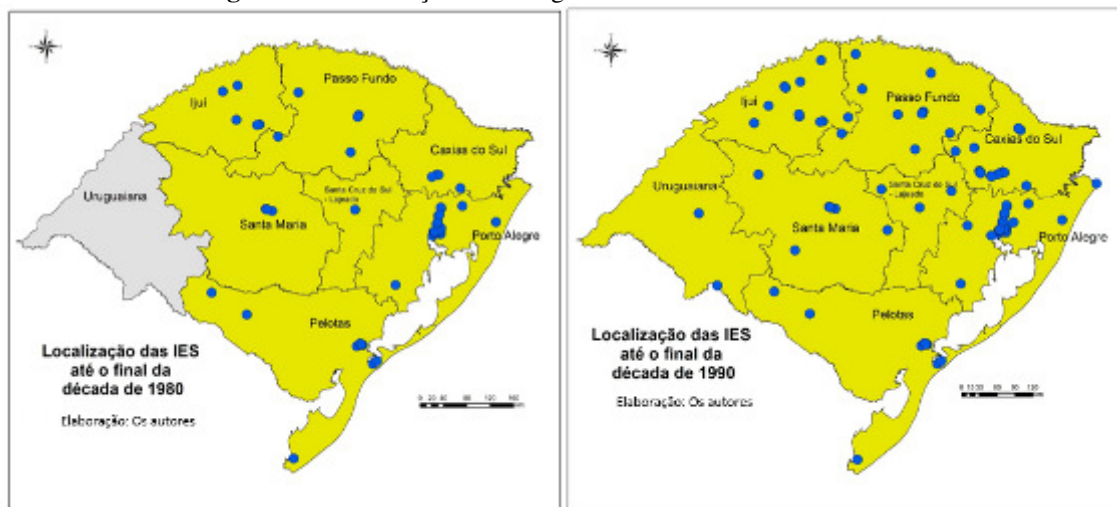 Passo Fundo
Ijuí
Caxias do Sul
Uruguaiana
Santa Cruz do Sul
- Lajeado
Santa Maria
Porto Alegre
Pelotas
Localização das IES
até o final da
década de 1980
Elaboração: Os autores
Passo Fundo
Ijuí
Caxias do Sul
Uruguaiana
Santa Cruz do Sul
- Lajeado
Santa Maria
Porto Alegre
Pelotas
Localização das IES
até o final da
década de 1990
Elaboração: Os autores